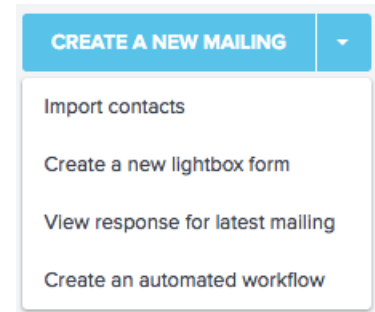 CREATE A NEW MAILING
Import contacts
Create a new lightbox form
View response for latest mailing
Create an automated workflow